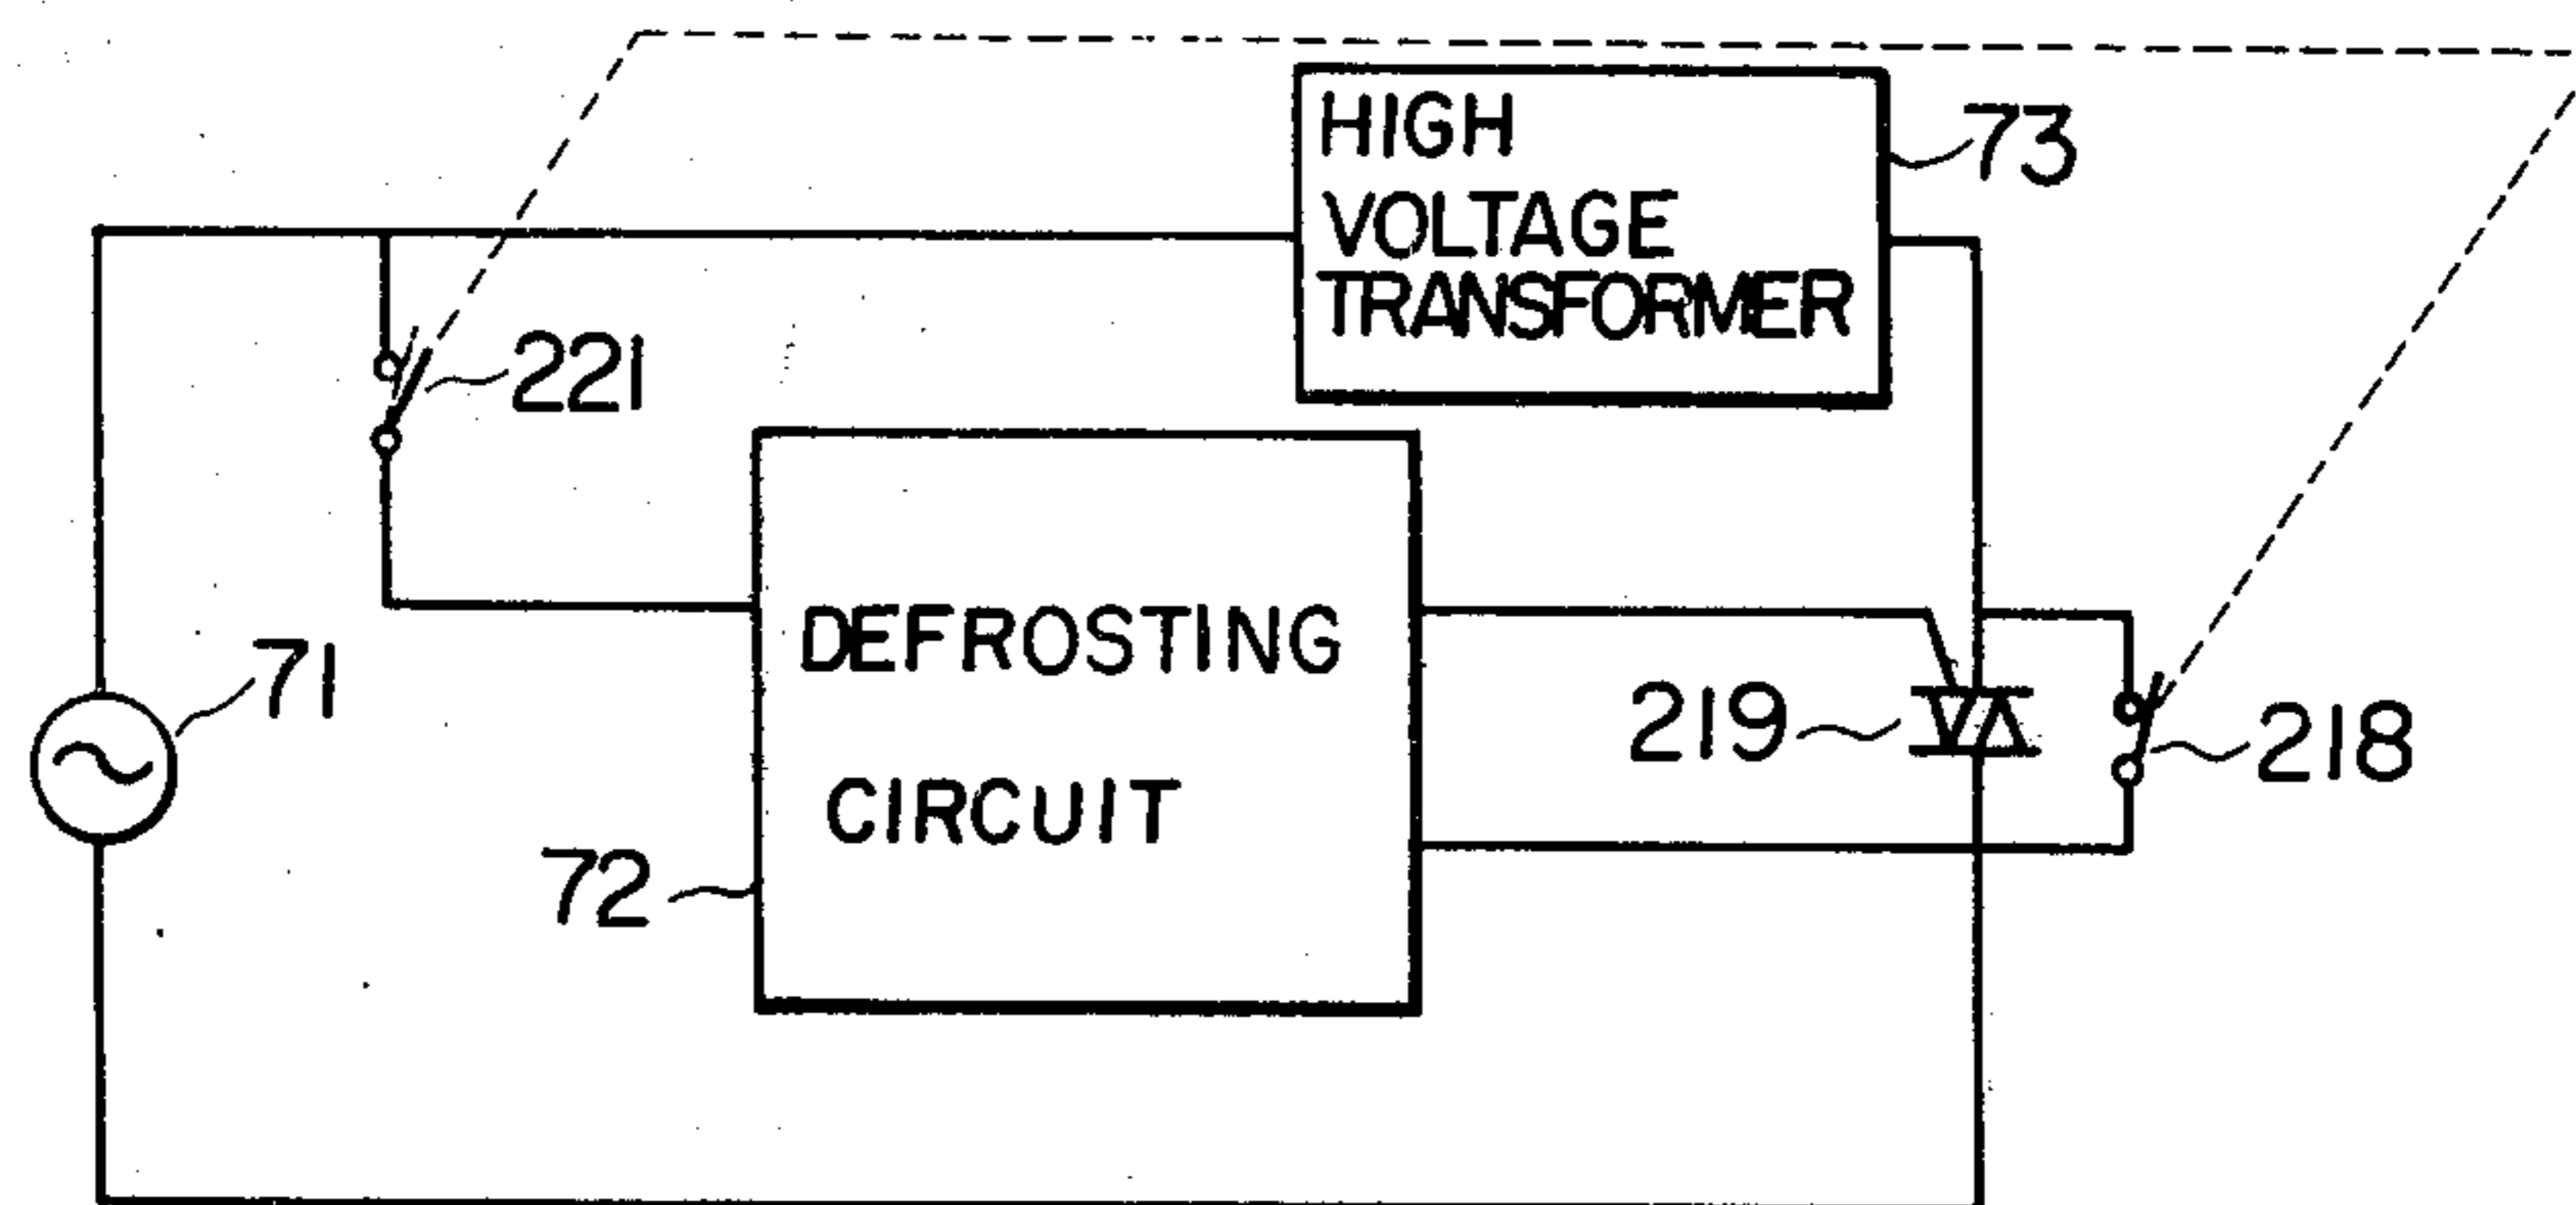 HIGH
VOLTAGE
TRANSFORMER
73
221
71
DEFROSTING
CIRCUIT
72
219
218